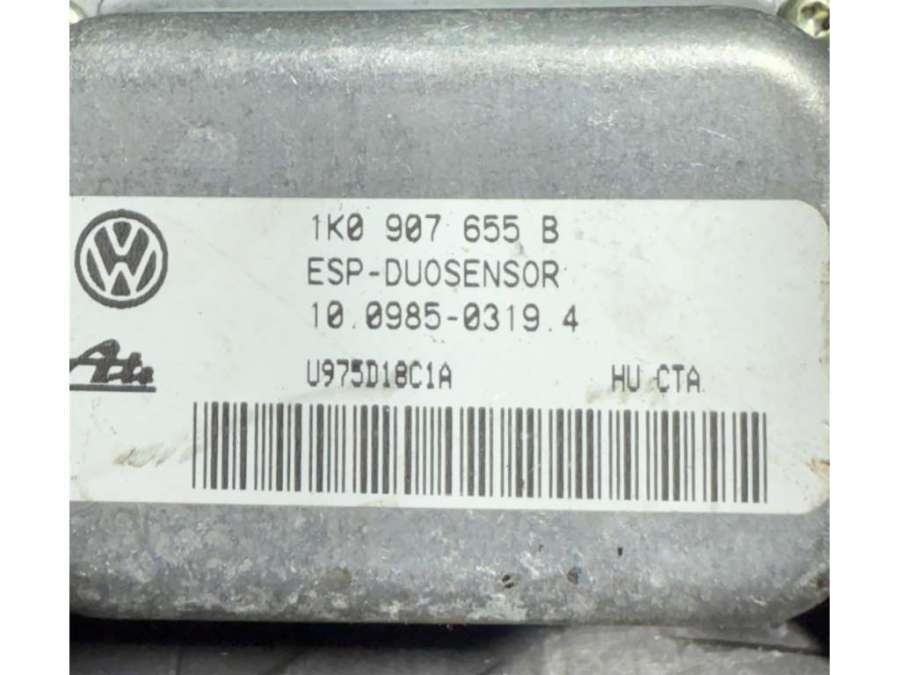 1K0 907 655 B
ESP-DUOSENSOR
10.0985-0319.4
Ate
U975D18C1A HU CTA